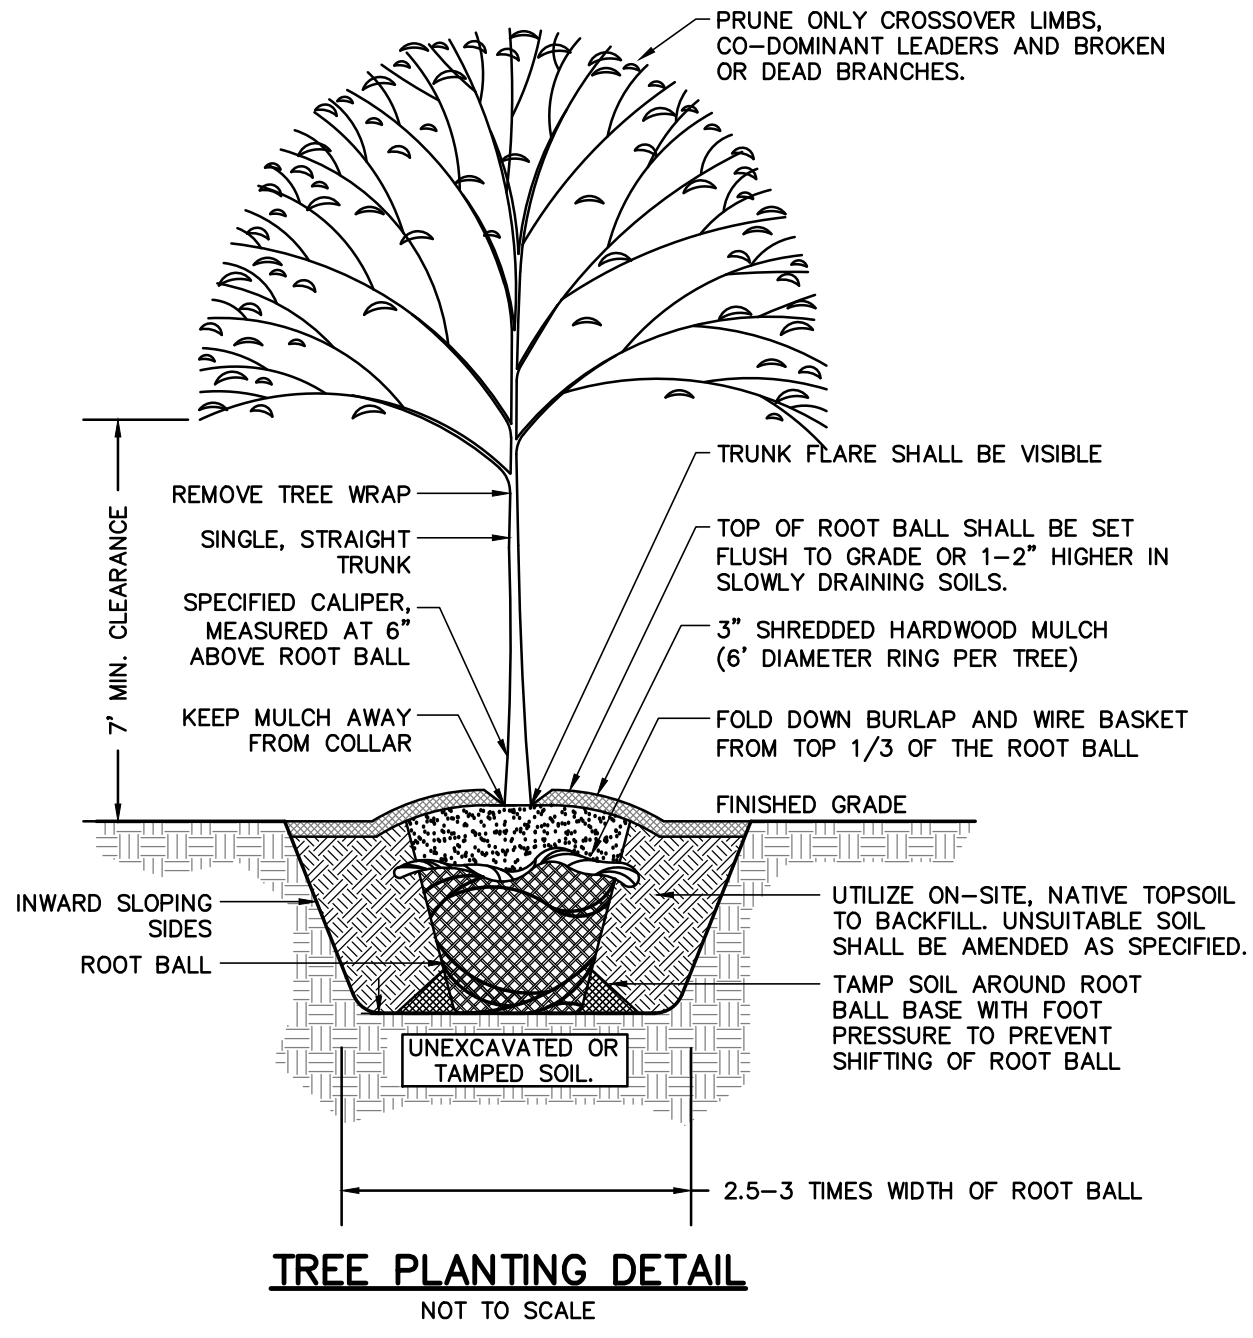 PRUNE ONLY CROSSOVER LIMBS,
CO-DOMINANT LEADERS AND BROKEN
OR DEAD BRANCHES.
TRUNK FLARE SHALL BE VISIBLE
REMOVE TREE WRAP
SINGLE, STRAIGHT
TRUNK
TOP OF ROOT BALL SHALL BE SET
FLUSH TO GRADE OR 1-2" HIGHER IN
SLOWLY DRAINING SOILS.
7' MIN. CLEARANCE
SPECIFIED CALIPER,
MEASURED AT 6"
ABOVE ROOT BALL
3" SHREDDED HARDWOOD MULCH
(6' DIAMETER RING PER TREE)
KEEP MULCH AWAY
FROM COLLAR
FOLD DOWN BURLAP AND WIRE BASKET
FROM TOP 1/3 OF THE ROOT BALL
FINISHED GRADE
INWARD SLOPING
SIDES
ROOT BALL
UTILIZE ON-SITE, NATIVE TOPSOIL
TO BACKFILL. UNSUITABLE SOIL
SHALL BE AMENDED AS SPECIFIED.
TAMP SOIL AROUND ROOT
BALL BASE WITH FOOT
PRESSURE TO PREVENT
SHIFTING OF ROOT BALL
UNEXCAVATED OR
TAMPED SOIL.
2.5-3 TIMES WIDTH OF ROOT BALL
TREE PLANTING DETAIL
NOT TO SCALE